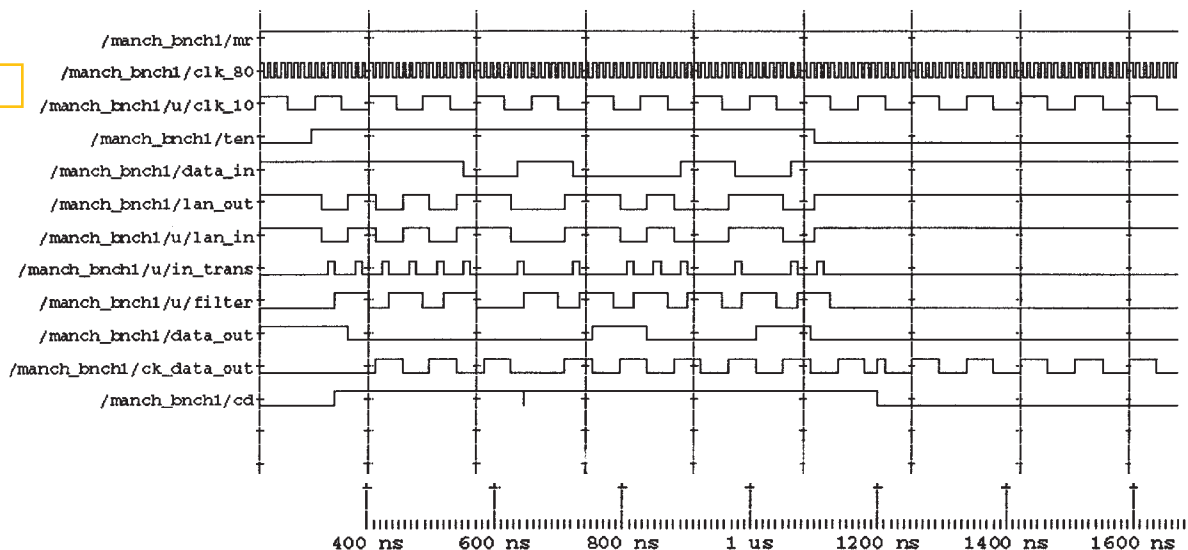 /manch_bnch1/mr
/manch_bnch1/clk_80
/manch_bnch1/u/clk_10
/manch_bnch1/ten
/manch_bnch1/data_in
/manch_bnch1/lan_out
/manch_bnch1/u/lan_in
/manch_bnch1/u/in_trans
/manch_bnch1/u/filter
/manch_bnch1/data_out
/manch_bnch1/ck_data_out
/manch_bnch1/cd
400 ns 600 ns 800 ns 1 us 1200 ns 1400 ns 1600 ns